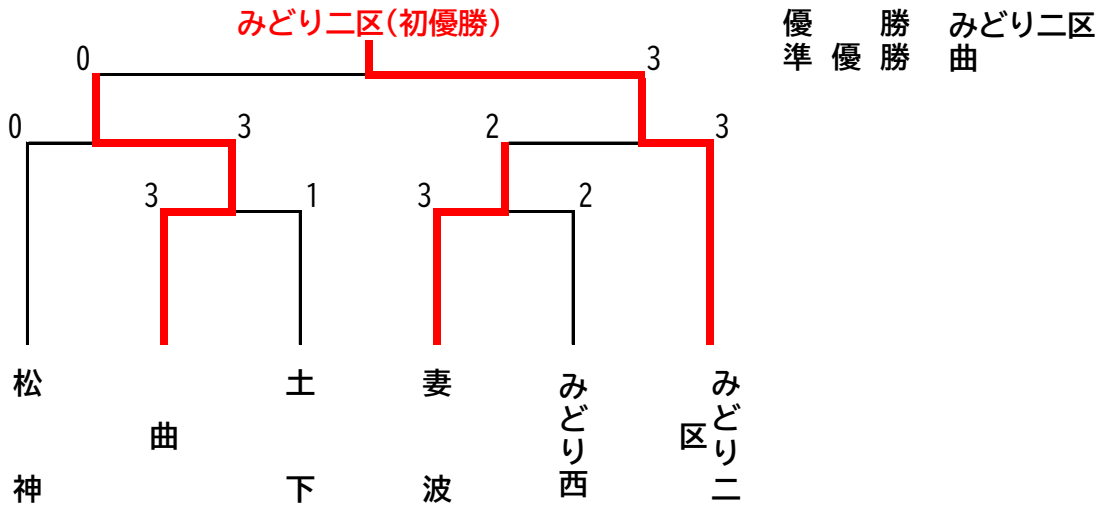 みどり二区(初優勝)
優勝 みどり二区
準優勝 曲
0 3
0 3 2 3
3 1 3 2
松神
曲
土下
妻波
みどり西
みどり二区